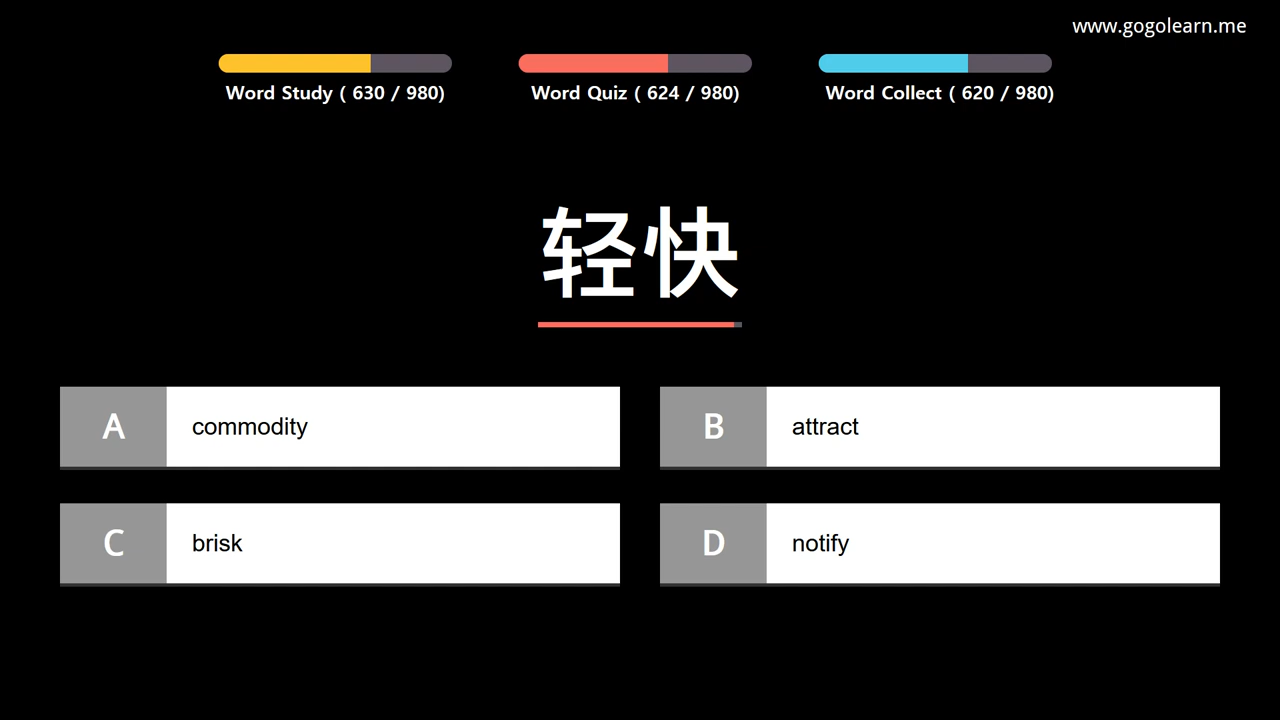 www.gogolearn.me
Word Study ( 630 / 980)
Word Quiz ( 624 / 980)
Word Collect ( 620 / 980)
轻快
A commodity
B attract
C brisk
D notify